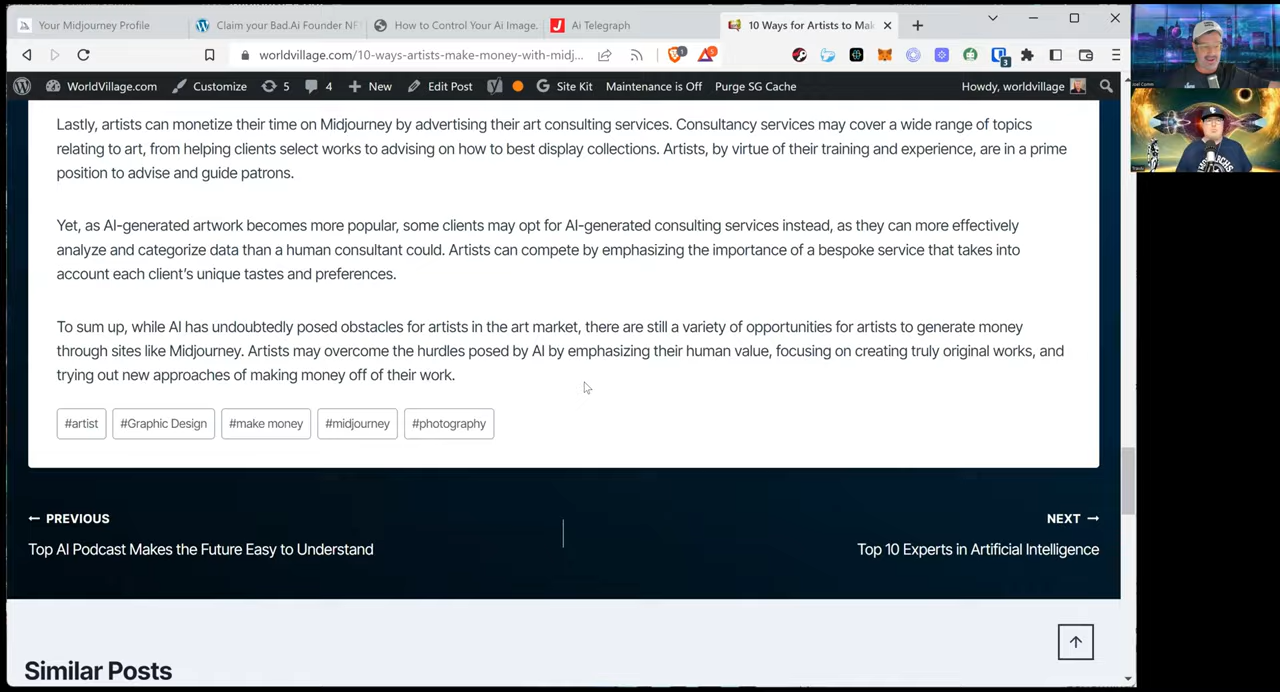 Your Midjourney Profile
Claim your Bad.Ai Founder NF
How to Control Your Ai Image.
Ai Telegraph
10 Ways for Artists to Mak
worldvillage.com/10-ways-artists-make-money-with-midj...
1
5
3
WorldVillage.com
Customize
5
4
New
Edit Post
Site Kit
Maintenance is Off
Purge SG Cache
Howdy, worldvillage
Joel Comm
Travis
Lastly, artists can monetize their time on Midjourney by advertising their art consulting services. Consultancy services may cover a wide range of topics
relating to art, from helping clients select works to advising on how to best display collections. Artists, by virtue of their training and experience, are in a prime
position to advise and guide patrons.
Yet, as AI-generated artwork becomes more popular, some clients may opt for AI-generated consulting services instead, as they can more effectively
analyze and categorize data than a human consultant could. Artists can compete by emphasizing the importance of a bespoke service that takes into
account each client's unique tastes and preferences.
To sum up, while AI has undoubtedly posed obstacles for artists in the art market, there are still a variety of opportunities for artists to generate money
through sites like Midjourney. Artists may overcome the hurdles posed by AI by emphasizing their human value, focusing on creating truly original works, and
trying out new approaches of making money off of their work.
#artist
#Graphic Design
#make money
#midjourney
#photography
← PREVIOUS
NEXT →
Top AI Podcast Makes the Future Easy to Understand
Top 10 Experts in Artificial Intelligence
Similar Posts